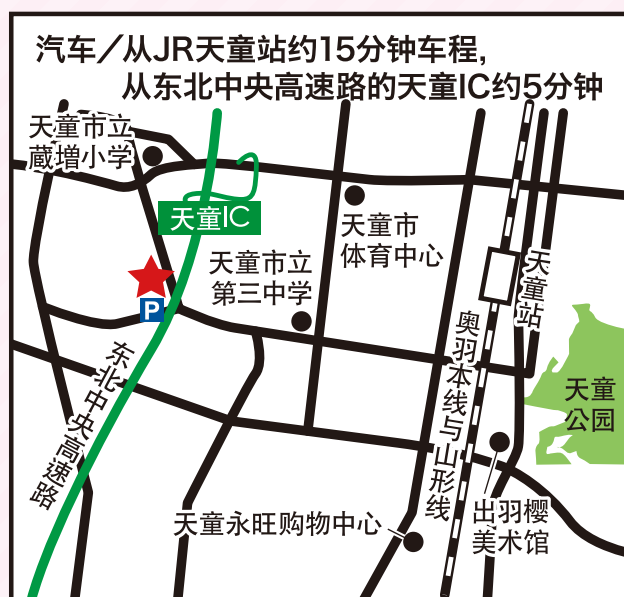 汽车／从JR天童站约15分钟车程,
从东北中央高速路的天童IC约5分钟
天童市立
蔵増小学
天童IC
天童市
体育中心
天童市立
第三中学
天童站
P
奥羽本线与山形线
东北中央高速路
天童
公园
天童永旺购物中心
出羽樱
美术馆